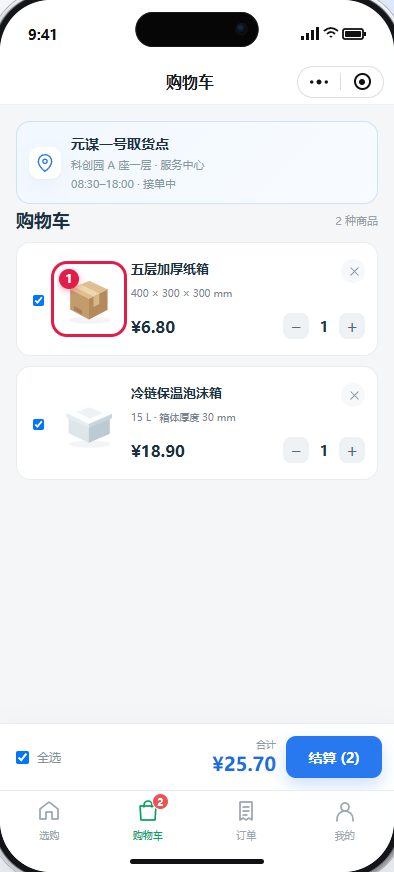 9:41
购物车
元谋一号取货点
科创园 A 座一层 · 服务中心
08:30–18:00 · 接单中
购物车
2 种商品
1
五层加厚纸箱
400 × 300 × 300 mm
¥6.80
− 1 +
冷链保温泡沫箱
15 L · 箱体厚度 30 mm
¥18.90
− 1 +
全选
合计
¥25.70
结算 (2)
2
选购
购物车
订单
我的